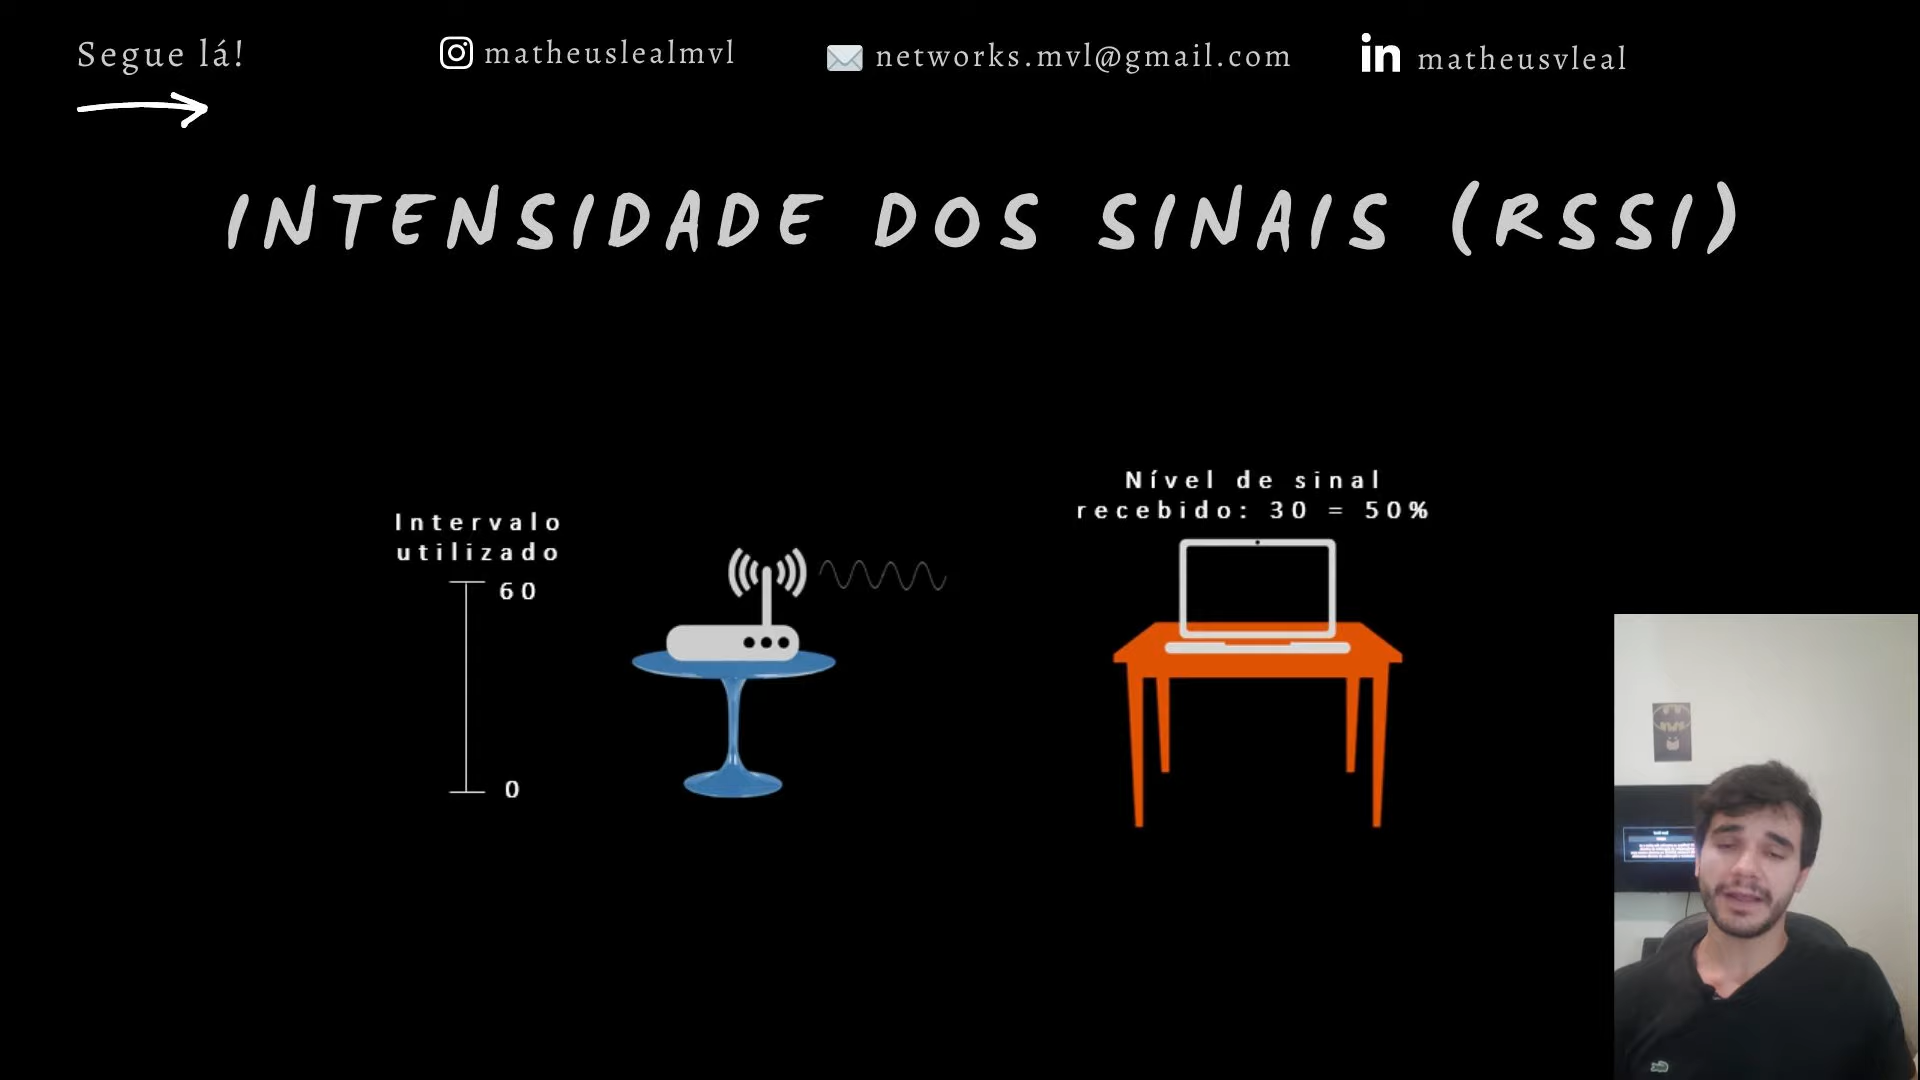 Segue lá!
matheuslealmvl
networks.mvl@gmail.com
in matheusvleal
INTENSIDADE DOS SINAIS (RSSI)
Nível de sinal
recebido: 30 = 50%
Intervalo
utilizado
60
0